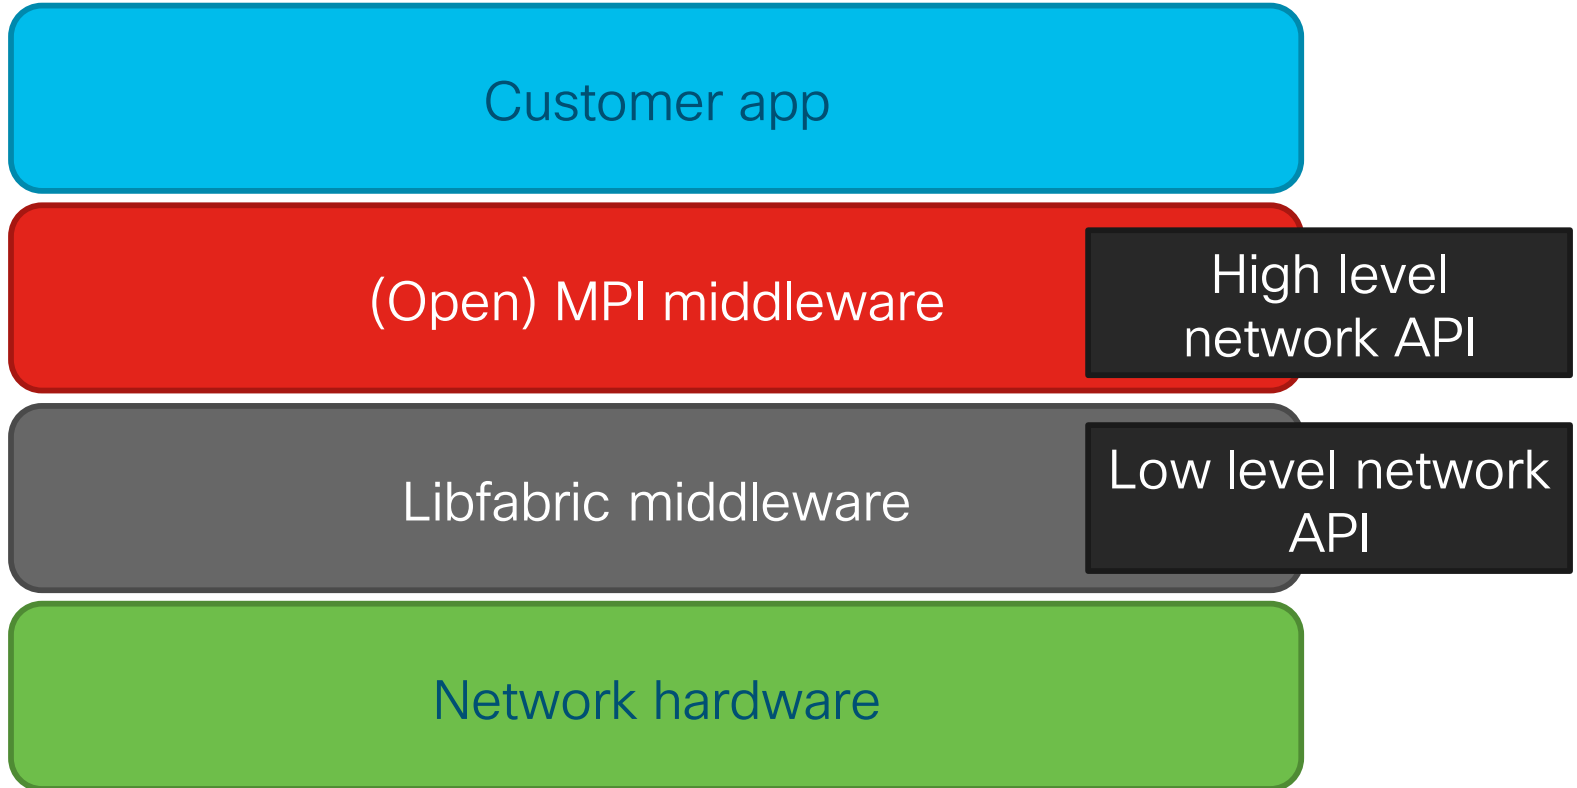 Customer app
(Open) MPI middleware
High level
network API
Libfabric middleware
Low level network
API
Network hardware